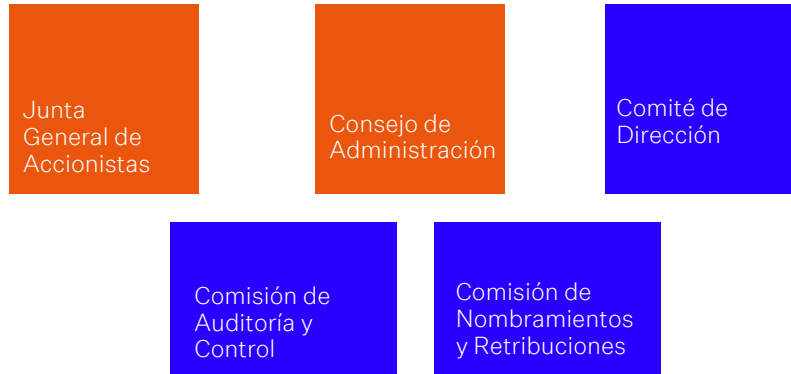 Junta
General de
Accionistas
Consejo de
Administración
Comité de
Dirección
Comisión de
Auditoría y
Control
Comisión de
Nombramientos
y Retribuciones